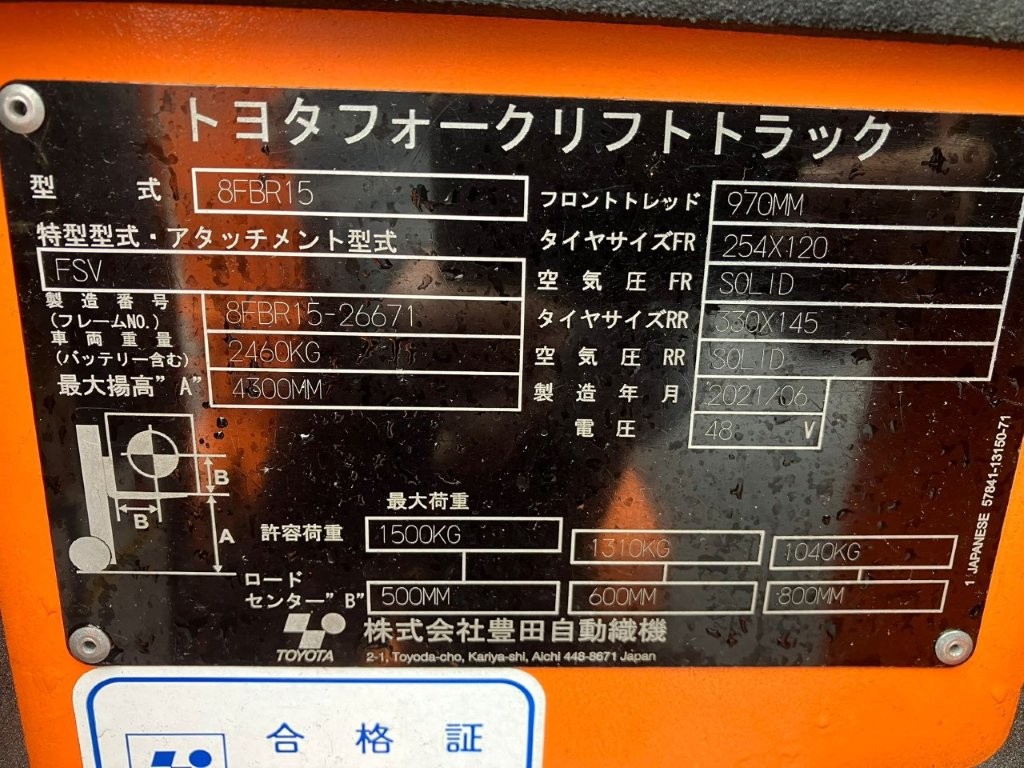 トヨタフォークリフトトラック
型式 8FBR15
特型型式・アタッチメント型式
FSV
製造番号
(フレームNO.) 8FBR15-26671
車両重量
(バッテリー含む) 2460KG
最大揚高"A" 4300MM
フロントトレッド 970MM
タイヤサイズFR 254X120
空気圧FR SOLID
タイヤサイズRR 330X145
空気圧RR SOLID
製造年月 2021/06
電圧 48 V
B
B
A
最大荷重
許容荷重 1500KG 1310KG 1040KG
ロード
センター"B" 500MM 600MM 800MM
TOYOTA
株式会社豊田自動織機
2-1, Toyoda-cho, Kariya-shi, Aichi 448-8671 Japan
1 JAPANESE 57841-13150-71
合格証